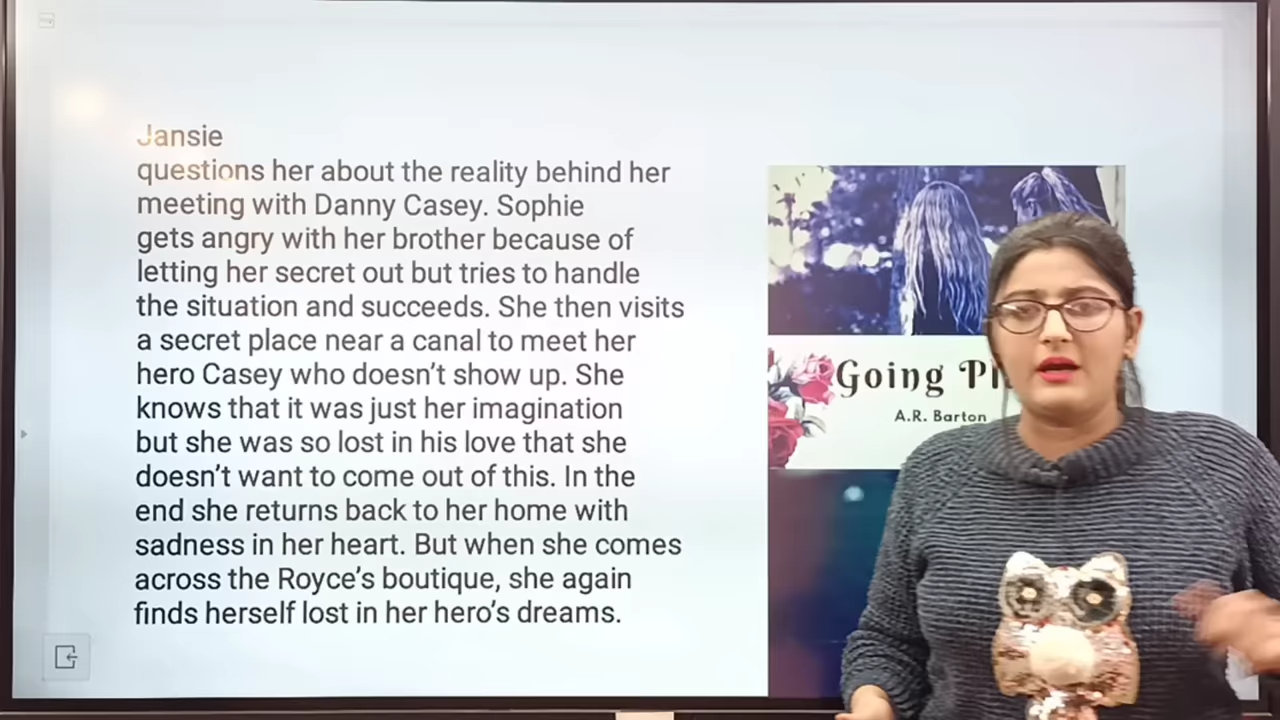 Jansie
questions her about the reality behind her
meeting with Danny Casey. Sophie
gets angry with her brother because of
letting her secret out but tries to handle
the situation and succeeds. She then visits
a secret place near a canal to meet her
hero Casey who doesn't show up. She
knows that it was just her imagination
but she was so lost in his love that she
doesn't want to come out of this. In the
end she returns back to her home with
sadness in her heart. But when she comes
across the Royce's boutique, she again
finds herself lost in her hero's dreams.
Going Pl
A.R. Barton